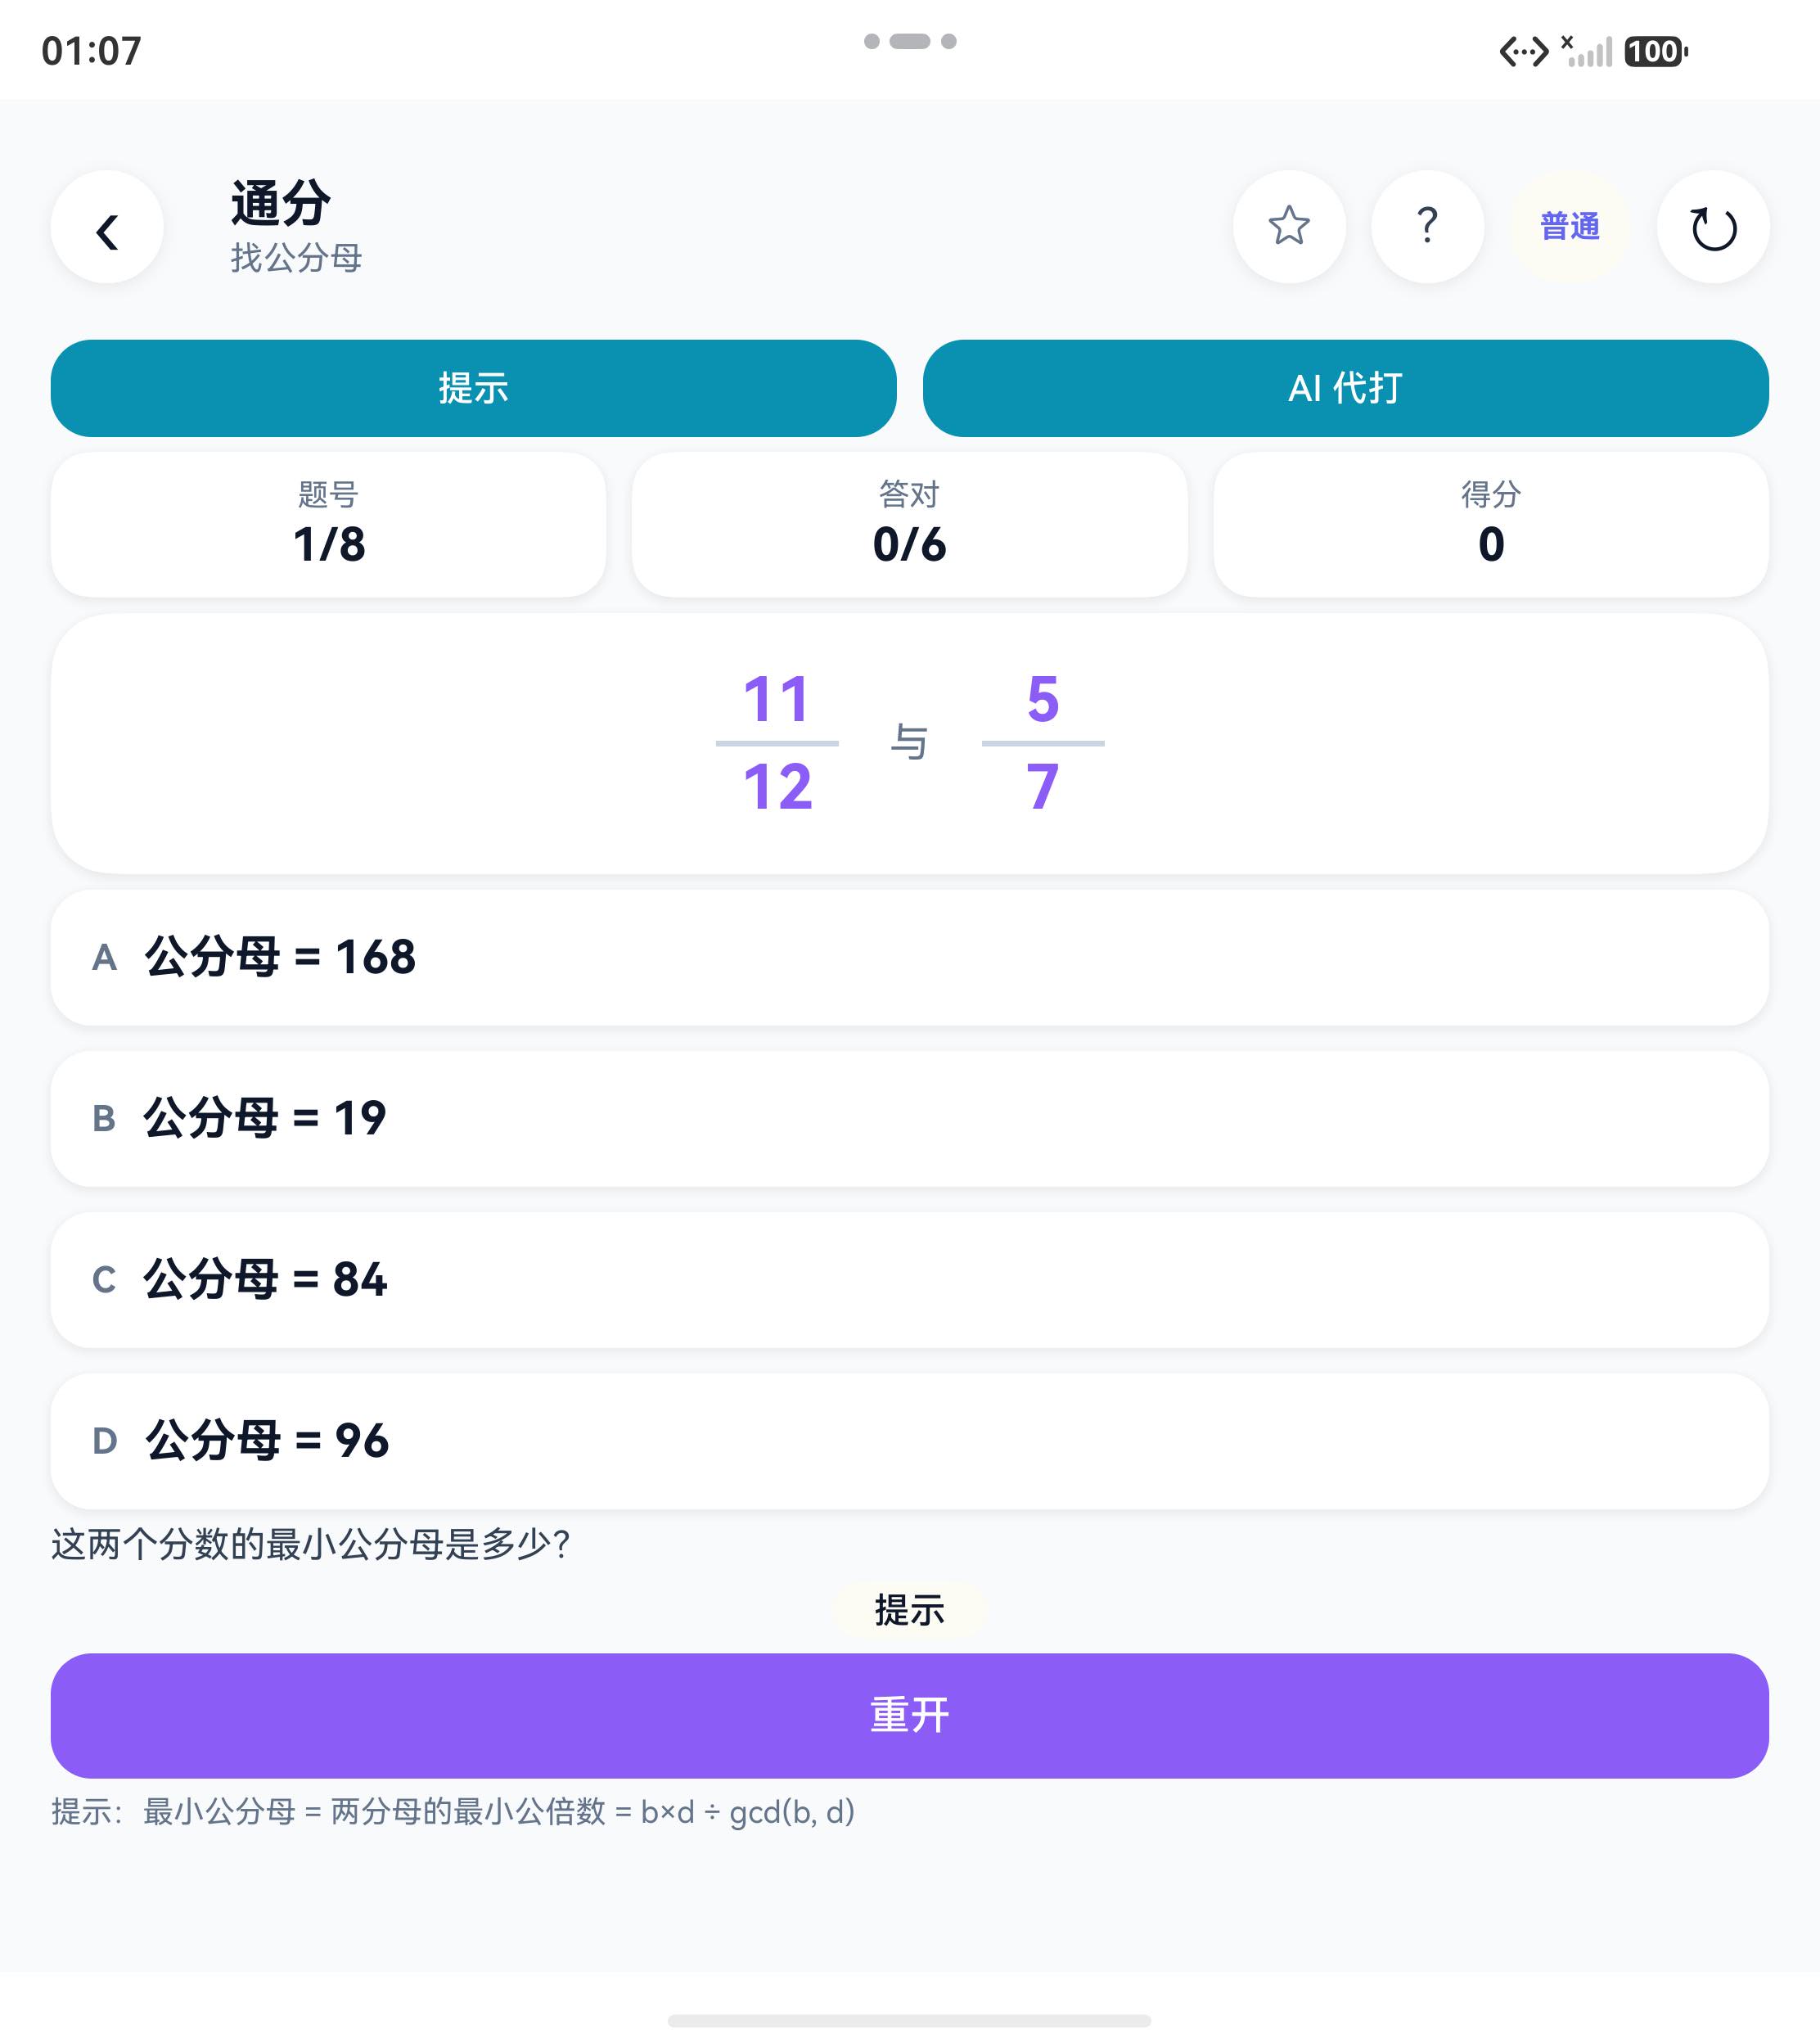 01:07
100
通分
找公分母
?
普通
提示
AI 代打
题号
1/8
答对
0/6
得分
0
11
12
与
5
7
A 公分母 = 168
B 公分母 = 19
C 公分母 = 84
D 公分母 = 96
这两个分数的最小公分母是多少?
提示
重开
提示: 最小公分母 = 两分母的最小公倍数 = b×d ÷ gcd(b, d)